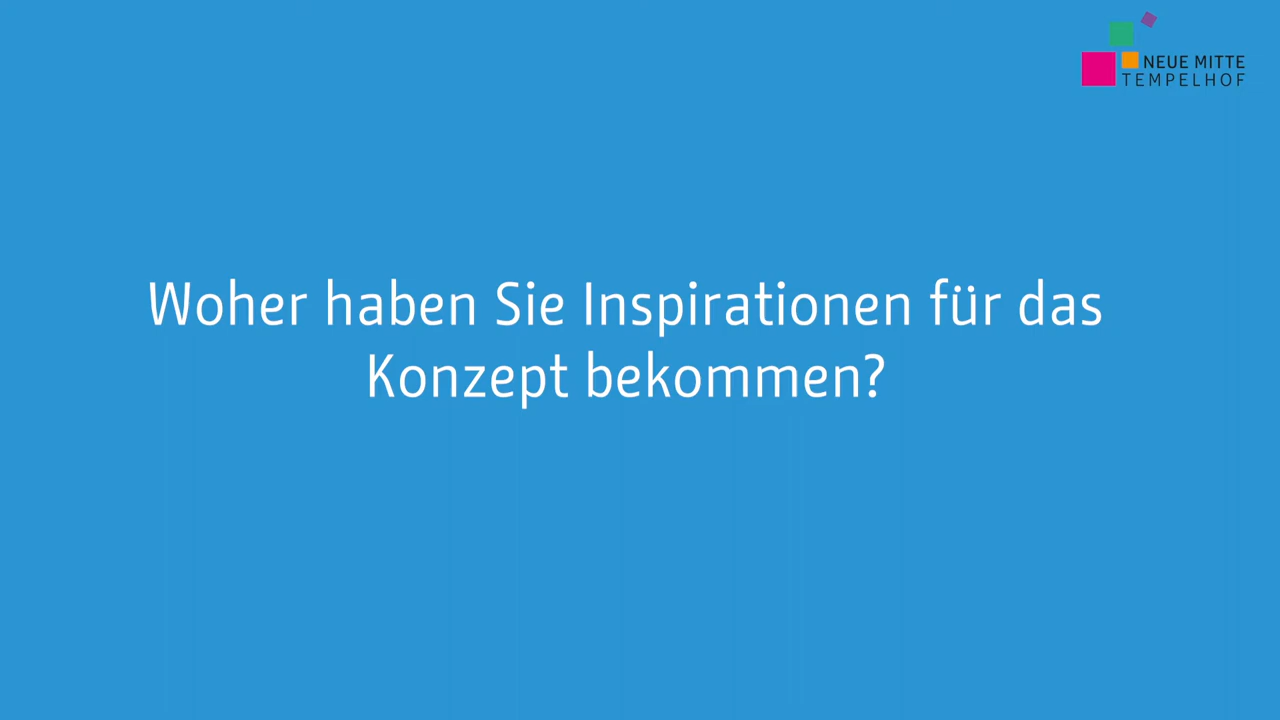 NEUE MITTE
TEMPELHOF
Woher haben Sie Inspirationen für das
Konzept bekommen?